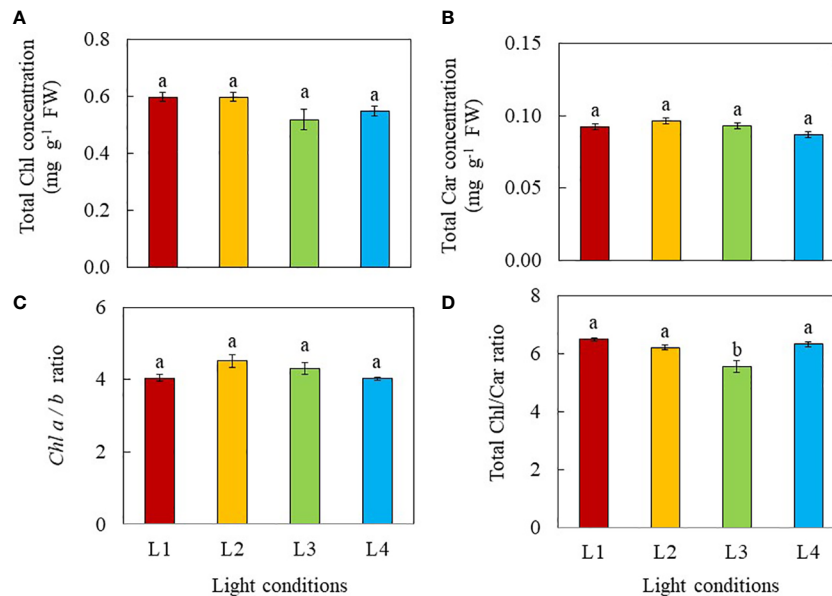 A
Total Chl concentration
(mg g-1 FW)
0.8
0.6
0.4
0.2
0.0
a
a
a
a
B
Total Car concentration
(mg g-1 FW)
0.15
0.10
0.05
0.00
a
a
a
a
C
Chl a / b ratio
6
4
2
0
a
a
a
a
L1
L2
L3
L4
Light conditions
D
Total Chl/Car ratio
8
6
4
2
0
a
a
b
a
L1
L2
L3
L4
Light conditions